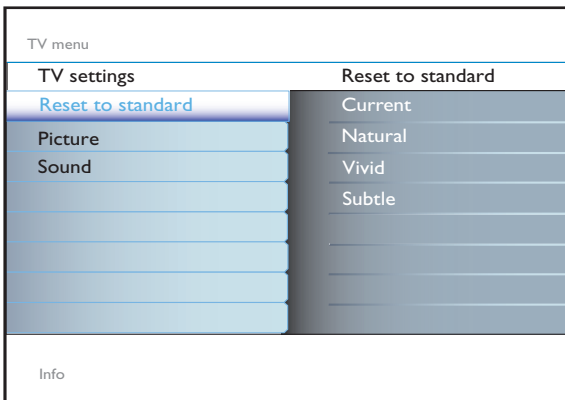 TV menu
TV settings
Reset to standard
Reset to standard
Current
Picture
Natural
Sound
Vivid
Subtle
Info